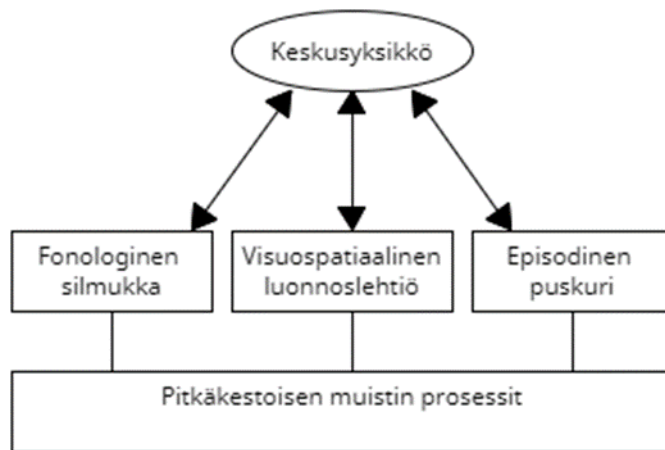 Keskusyksikkö
Fonologinen
silmukka
Visuospatiaalinen
luonnoslehtiö
Episodinen
puskuri
Pitkäkestoisen muistin prosessit